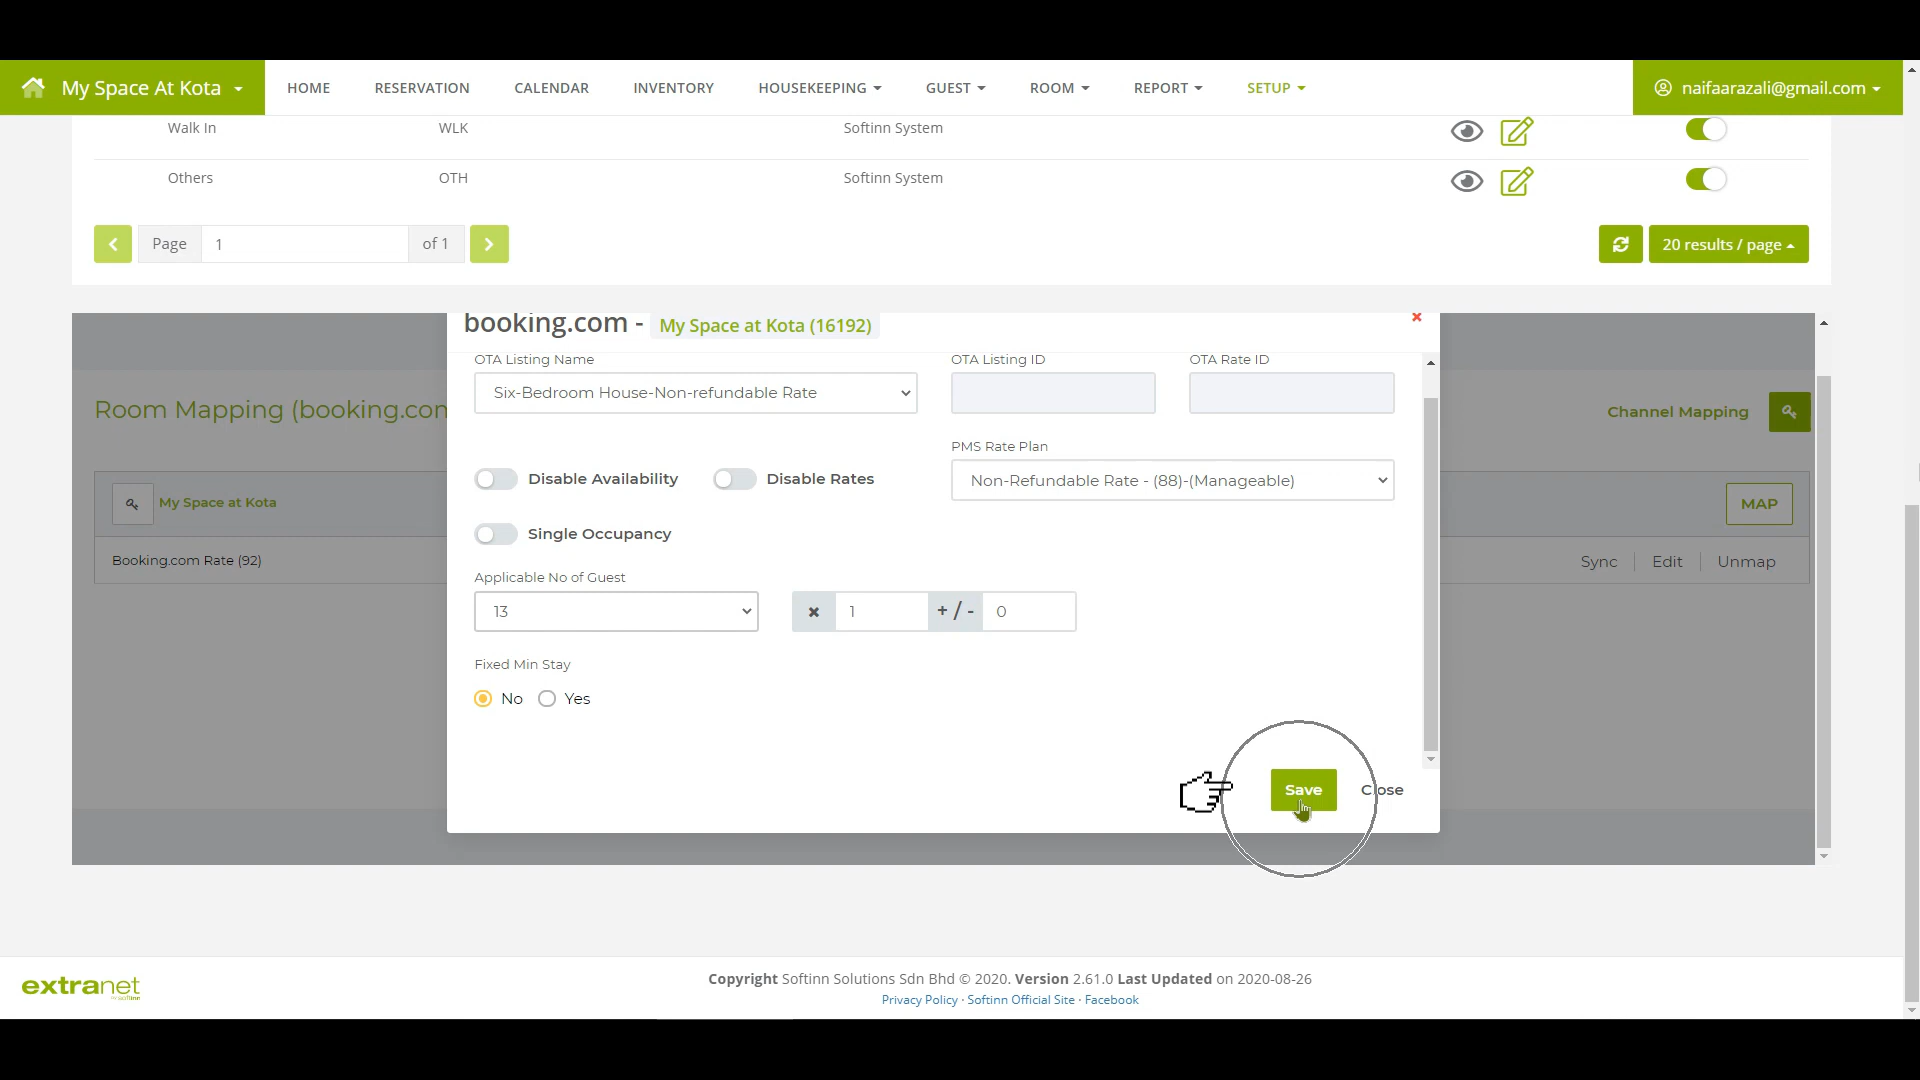 My Space At Kota
HOME RESERVATION CALENDAR INVENTORY HOUSEKEEPING GUEST ROOM REPORT SETUP
naifaarazali@gmail.com
Walk In WLK Softinn System
Others OTH Softinn System
Page 1 of 1
20 results / page
booking.com - My Space at Kota (16192)
OTA Listing Name OTA Listing ID OTA Rate ID
Six-Bedroom House-Non-refundable Rate
Room Mapping (booking.con
Channel Mapping
PMS Rate Plan
Disable Availability Disable Rates Non-Refundable Rate - (88)-(Manageable)
My Space at Kota
MAP
Single Occupancy
Booking.com Rate (92)
Sync Edit Unmap
Applicable No of Guest
13 1 + / - 0
Fixed Min Stay
No Yes
Save Close
extranet
by softinn
Copyright Softinn Solutions Sdn Bhd © 2020. Version 2.61.0 Last Updated on 2020-08-26
Privacy Policy · Softinn Official Site · Facebook